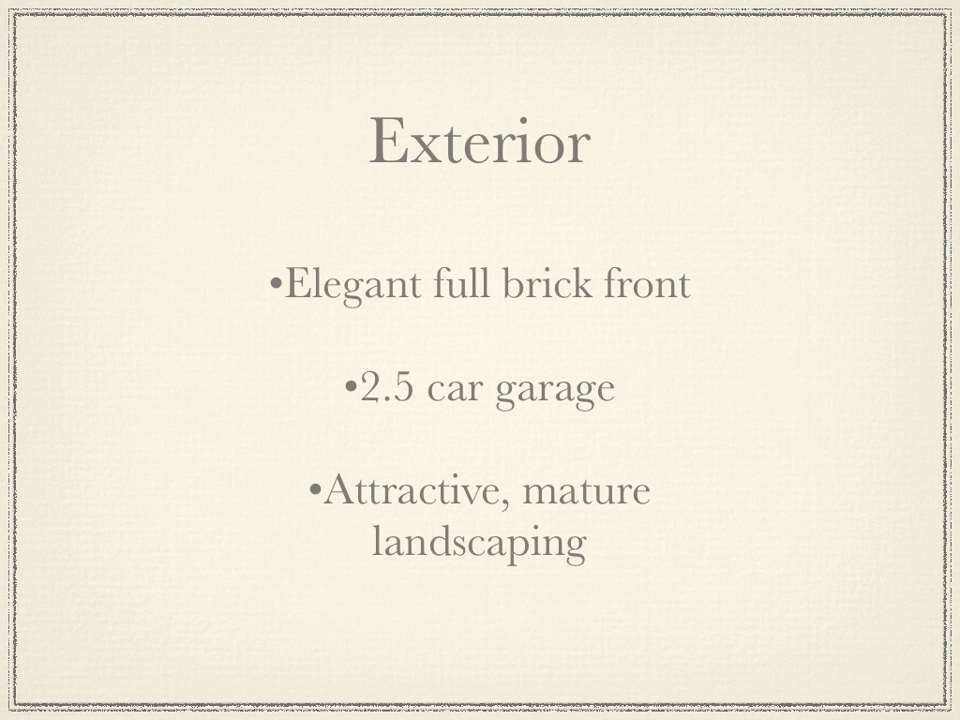 Exterior
•Elegant full brick front
•2.5 car garage
•Attractive, mature
landscaping